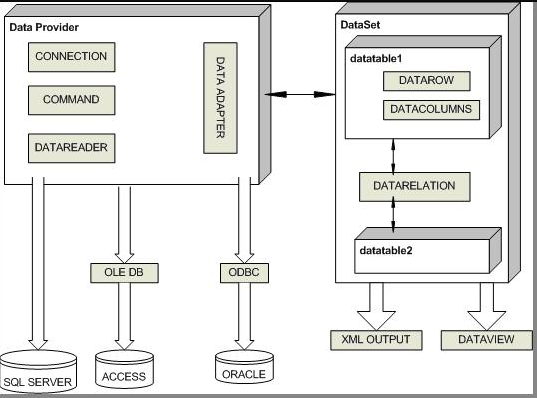 Data Provider
CONNECTION
COMMAND
DATAREADER
DATA ADAPTER
DataSet
datatable1
DATAROW
DATACOLUMNS
DATARELATION
datatable2
OLE DB
ODBC
XML OUTPUT
DATAVIEW
SQL SERVER
ACCESS
ORACLE